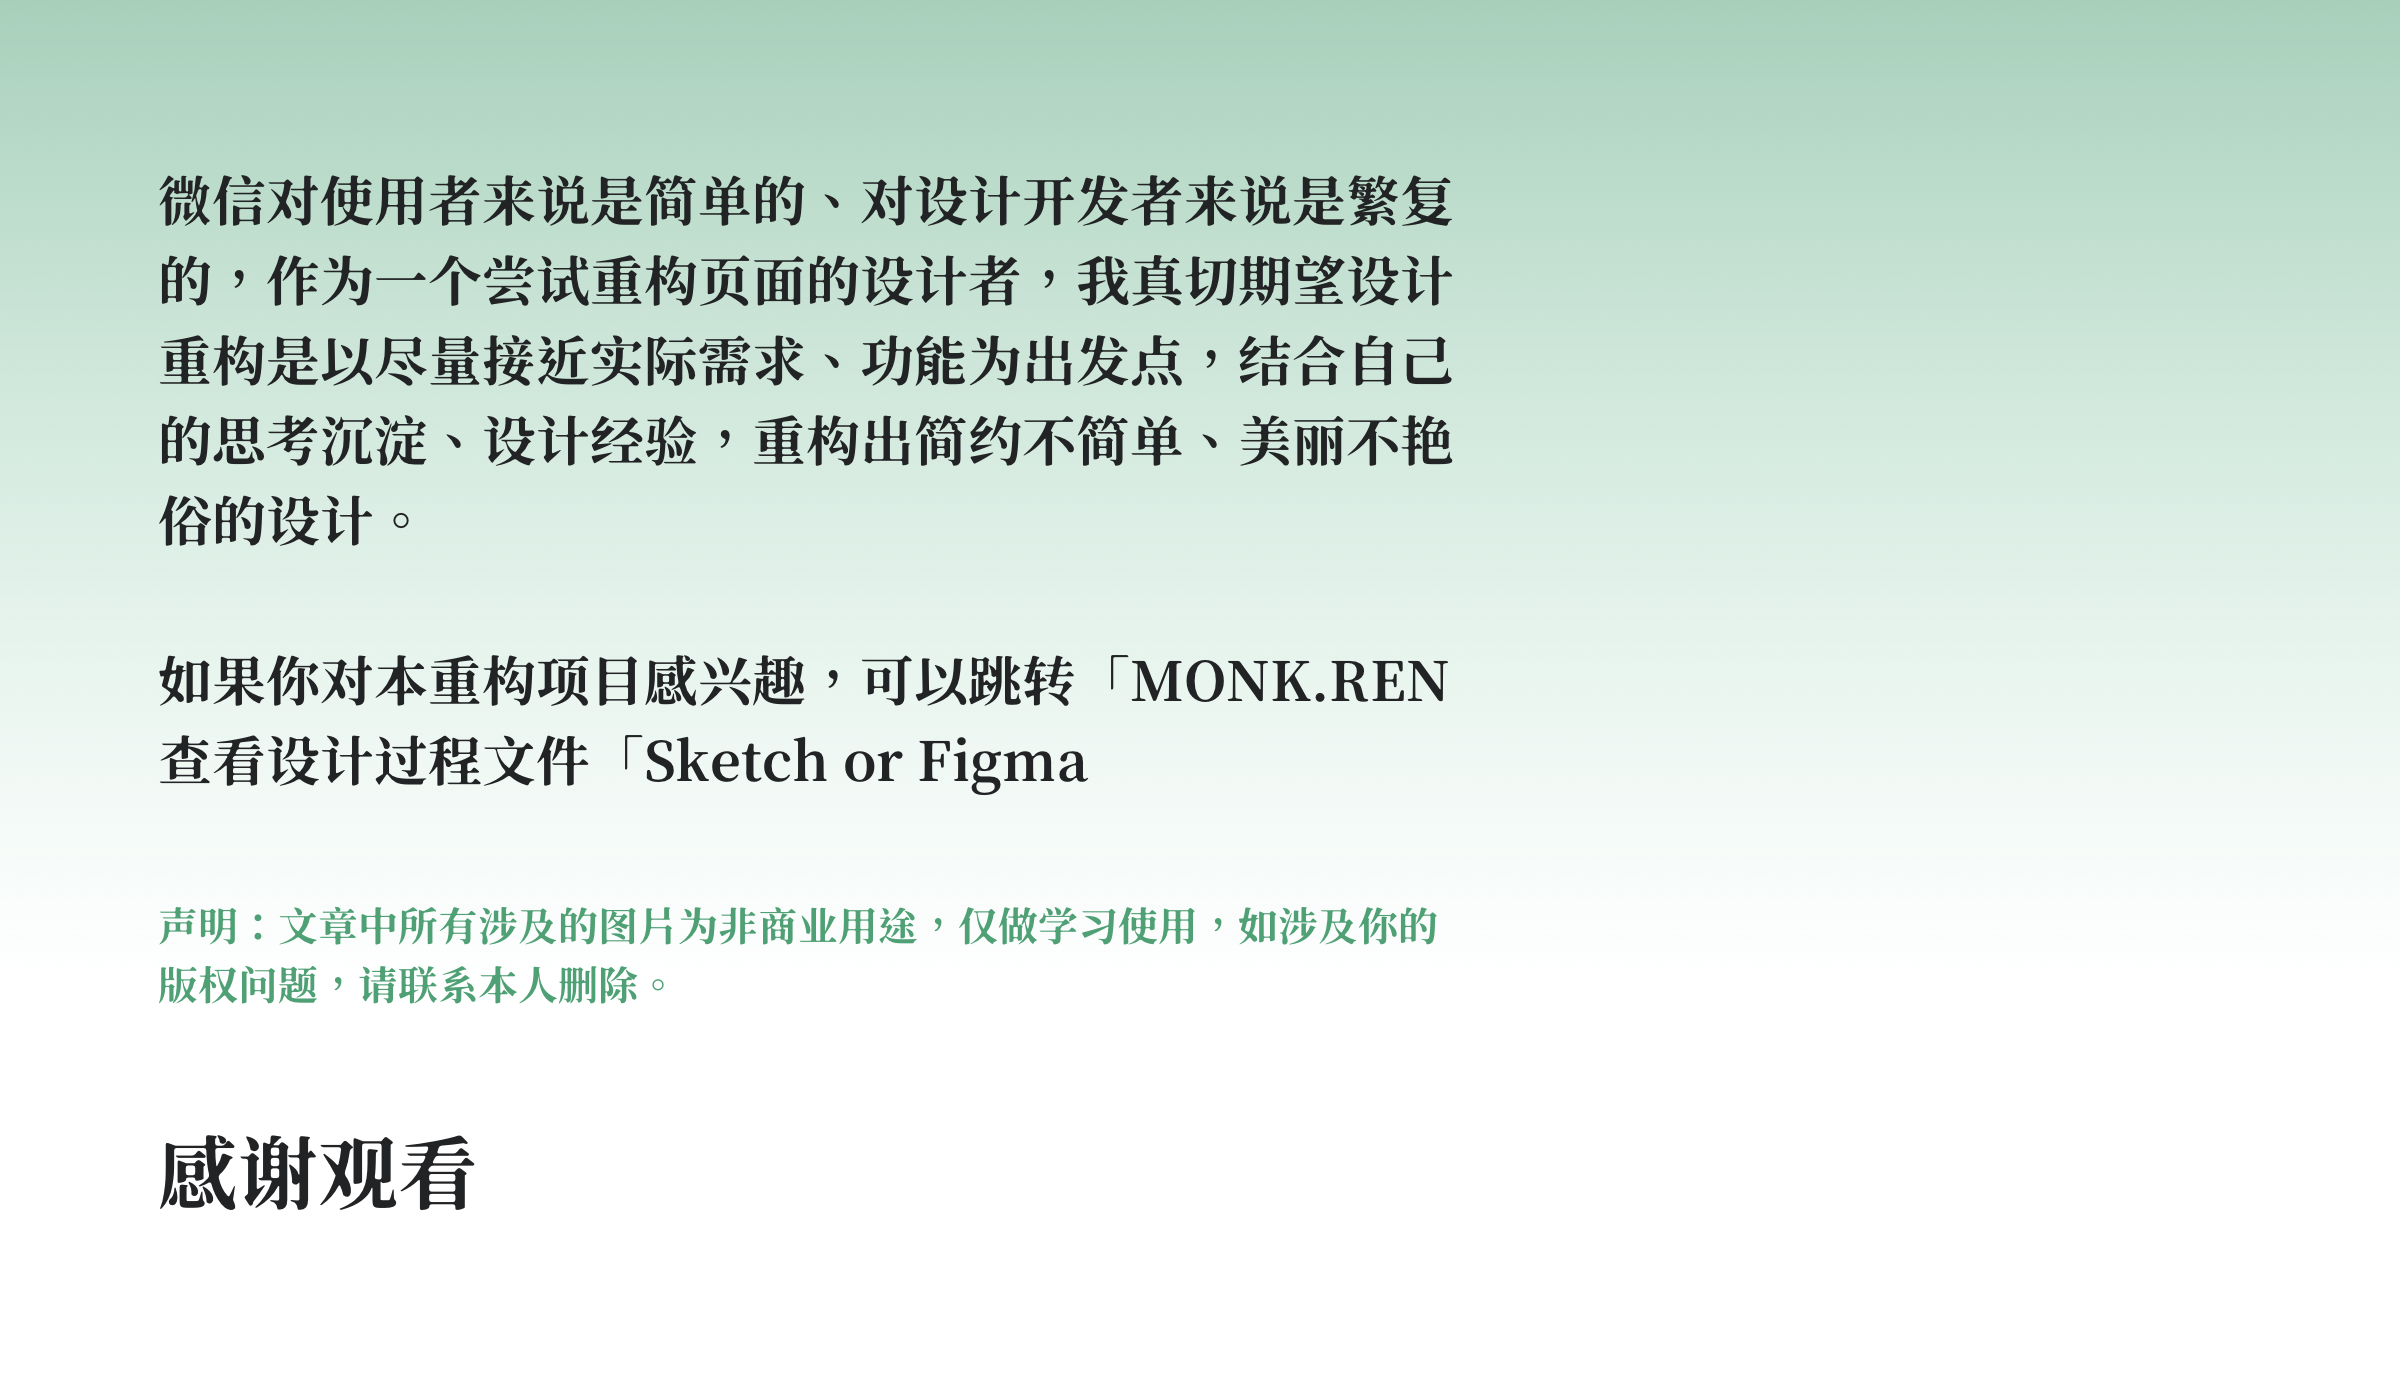 微信对使用者来说是简单的、对设计开发者来说是繁复
的，作为一个尝试重构页面的设计者，我真切期望设计
重构是以尽量接近实际需求、功能为出发点，结合自己
的思考沉淀、设计经验，重构出简约不简单、美丽不艳
俗的设计。
如果你对本重构项目感兴趣，可以跳转「MONK.REN
查看设计过程文件「Sketch or Figma
声明：文章中所有涉及的图片为非商业用途，仅做学习使用，如涉及你的
版权问题，请联系本人删除。
感谢观看